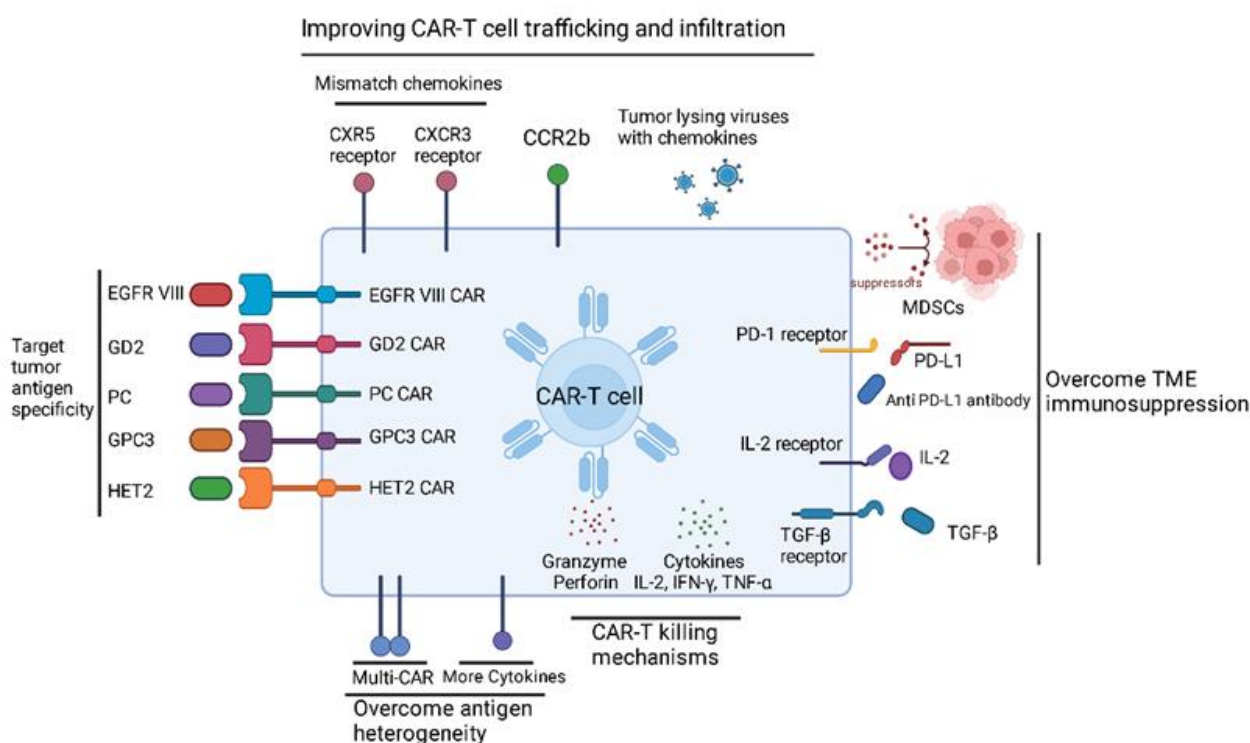 Improving CAR-T cell trafficking and infiltration
Mismatch chemokines
CXR5
receptor
CXCR3
receptor
CCR2b
Tumor lysing viruses
with chemokines
Target
tumor
antigen
specificity
EGFR VIII
GD2
PC
GPC3
HET2
EGFR VIII CAR
GD2 CAR
PC CAR
GPC3 CAR
HET2 CAR
CAR-T cell
suppressors
MDSCs
PD-1 receptor
PD-L1
Anti PD-L1 antibody
IL-2 receptor
IL-2
TGF-β
receptor
TGF-β
Overcome TME
immunosuppression
Granzyme
Perforin
Cytokines
IL-2, IFN-γ, TNF-α
CAR-T killing
mechanisms
Multi-CAR
More Cytokines
Overcome antigen
heterogeneity